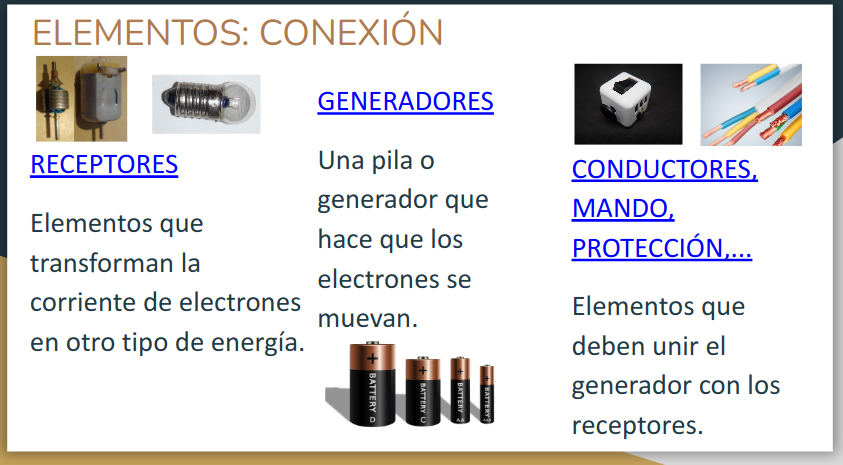 ELEMENTOS: CONEXIÓN
RECEPTORES
Elementos que
transforman la
corriente de electrones
en otro tipo de energía.
GENERADORES
Una pila o
generador que
hace que los
electrones se
muevan.
BATTERY D
BATTERY C
BATTERY AA
BATTERY
CONDUCTORES,
MANDO,
PROTECCIÓN,...
Elementos que
deben unir el
generador con los
receptores.